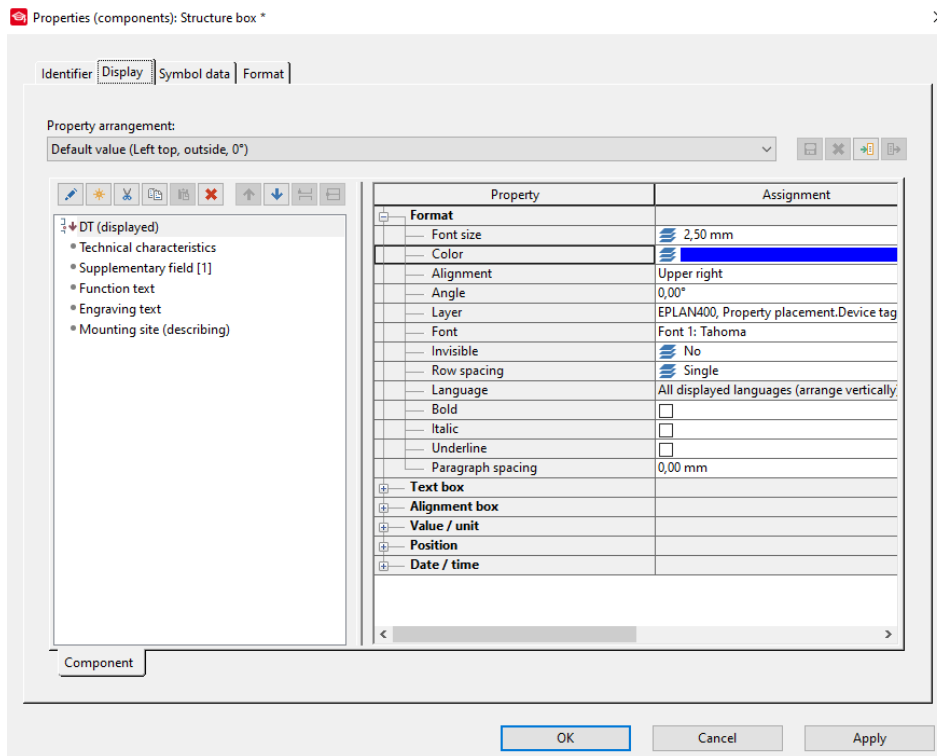 Properties (components): Structure box *
Identifier Display Symbol data Format
Property arrangement:
Default value (Left top, outside, 0°)
DT (displayed)
Technical characteristics
Supplementary field [1]
Function text
Engraving text
Mounting site (describing)
Property Assignment
Format
Font size 2,50 mm
Color
Alignment Upper right
Angle 0,00°
Layer EPLAN400, Property placement.Device tag
Font Font 1: Tahoma
Invisible No
Row spacing Single
Language All displayed languages (arrange vertically)
Bold
Italic
Underline
Paragraph spacing 0,00 mm
Text box
Alignment box
Value / unit
Position
Date / time
Component
OK Cancel Apply